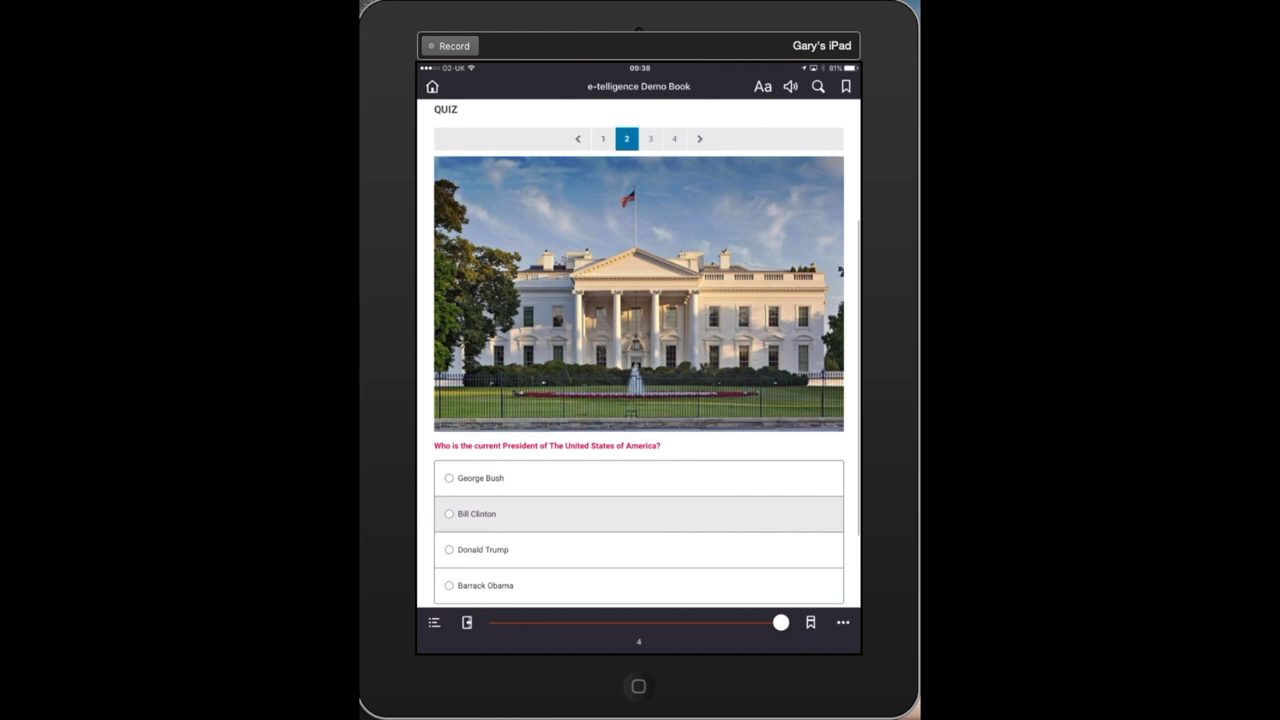 Record
Gary's iPad
O2-UK
09:38
81%
e-telligence Demo Book
Aa
QUIZ
1 2 3 4
Who is the current President of The United States of America?
George Bush
Bill Clinton
Donald Trump
Barrack Obama
4